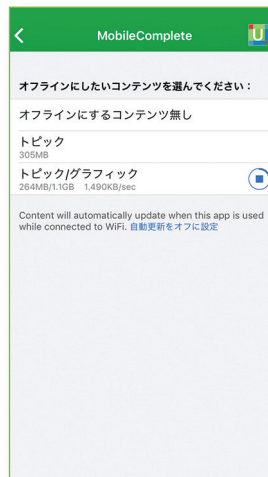 MobileComplete
U
オフラインにしたいコンテンツを選んでください：
オフラインにするコンテンツ無し
トピック
305MB
トピック/グラフィック
264MB/1.1GB 1,490KB/sec
Content will automatically update when this app is used
while connected to WiFi. 自動更新をオフに設定